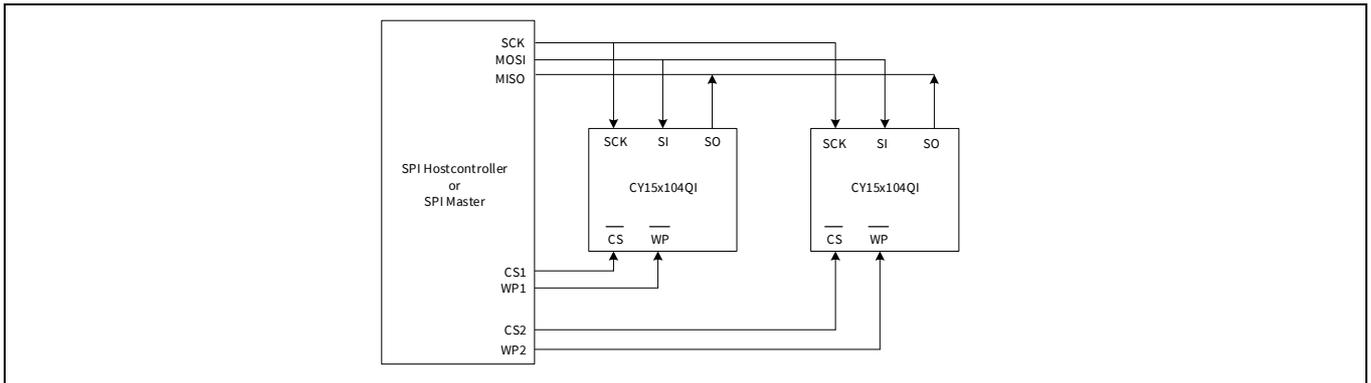 SCK
MOSI
MISO
SCK SI SO
SCK SI SO
SPI Hostcontroller
or
SPI Master
CY15x104QI
CY15x104QI
CS WP
CS WP
CS1
WP1
CS2
WP2